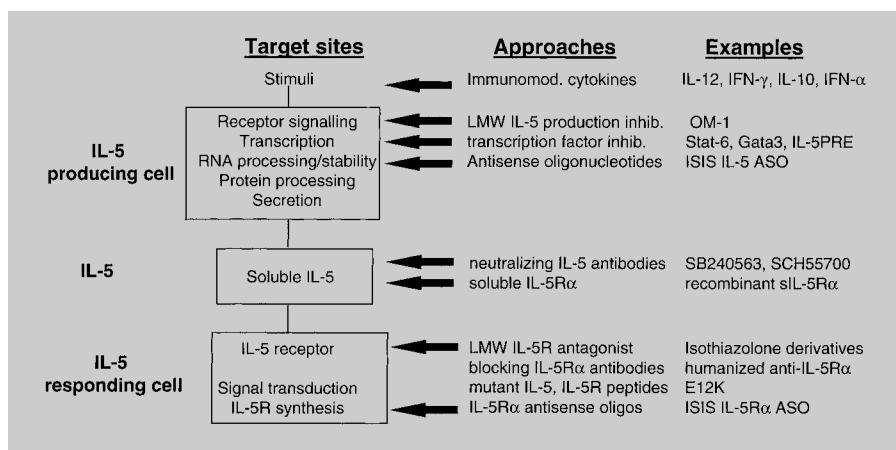 Target sites Approaches Examples
Stimuli Immunomod. cytokines IL-12, IFN-γ, IL-10, IFN-α
Receptor signalling LMW IL-5 production inhib. OM-1
Transcription transcription factor inhib. Stat-6, Gata3, IL-5PRE
IL-5
producing cell
RNA processing/stability Antisense oligonucleotides ISIS IL-5 ASO
Protein processing
Secretion
IL-5
Soluble IL-5
neutralizing IL-5 antibodies SB240563, SCH55700
soluble IL-5Rα recombinant sIL-5Rα
IL-5
responding cell
IL-5 receptor LMW IL-5R antagonist Isothiazolone derivatives
blocking IL-5Rα antibodies humanized anti-IL-5Rα
Signal transduction mutant IL-5, IL-5R peptides E12K
IL-5R synthesis IL-5Rα antisense oligos ISIS IL-5Rα ASO